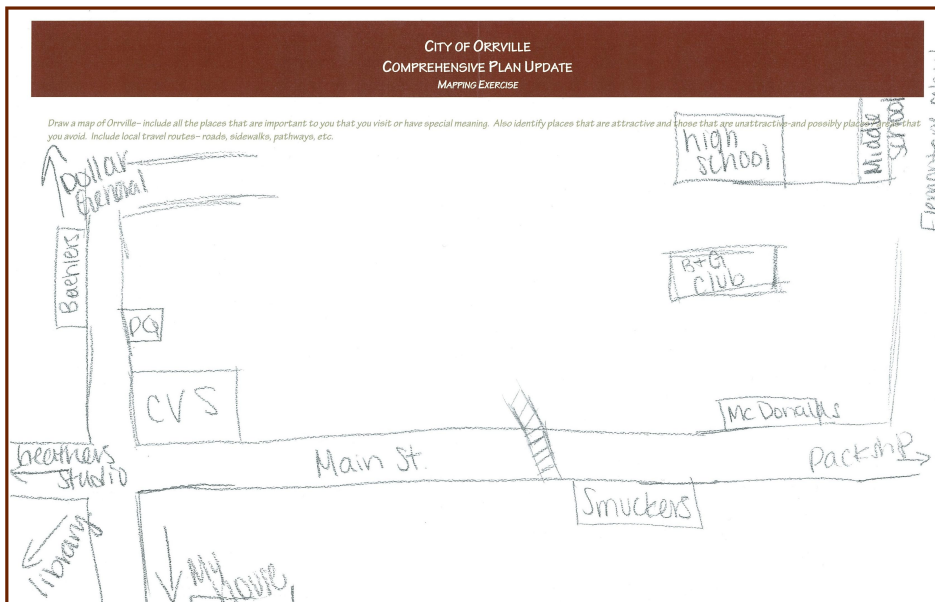 CITY OF ORRVILLE
COMPREHENSIVE PLAN UPDATE
MAPPING EXERCISE
Draw a map of Orrville– include all the places that are important to you that you visit or have special meaning. Also identify places that are attractive and those that are unattractive-and possibly places that
you avoid. Include local travel routes– roads, sidewalks, pathways, etc.
high
school
Middle
school
Elementary school
Dollar
General
Baehlers
B+G
Club
DQ
CVS
McDonalds
heathers
studio
Main St.
Packship
Smuckers
library
My
house